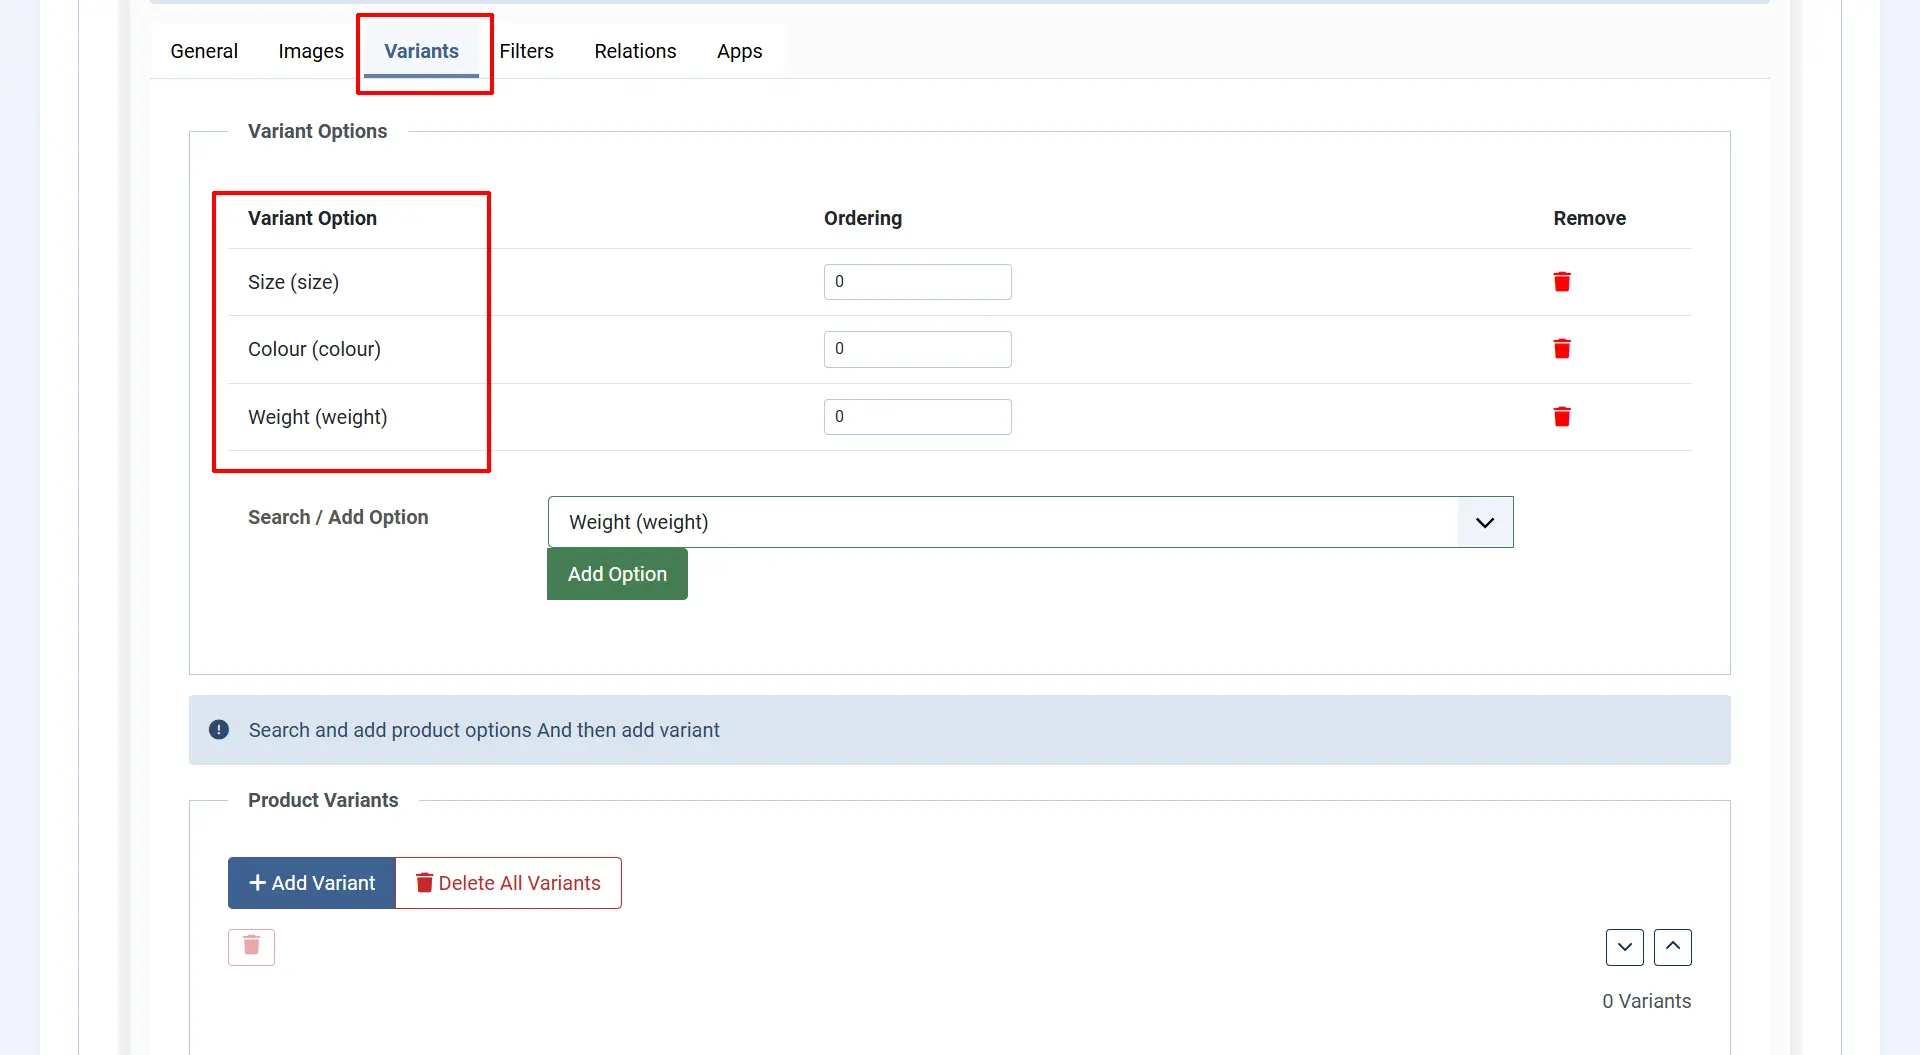 General Images Variants Filters Relations Apps
Variant Options
Variant Option Ordering Remove
Size (size) 0
Colour (colour) 0
Weight (weight) 0
Search / Add Option Weight (weight)
Add Option
Search and add product options And then add variant
Product Variants
Add Variant Delete All Variants
0 Variants